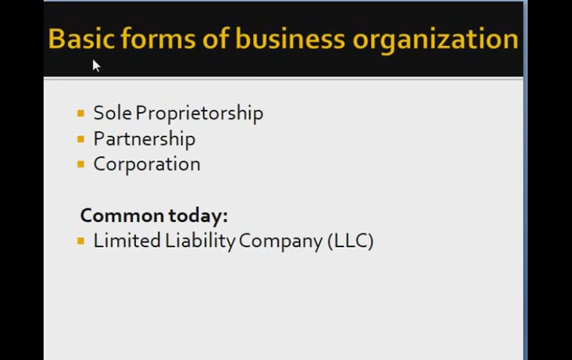 Basic forms of business organization
Sole Proprietorship
Partnership
Corporation
Common today:
Limited Liability Company (LLC)